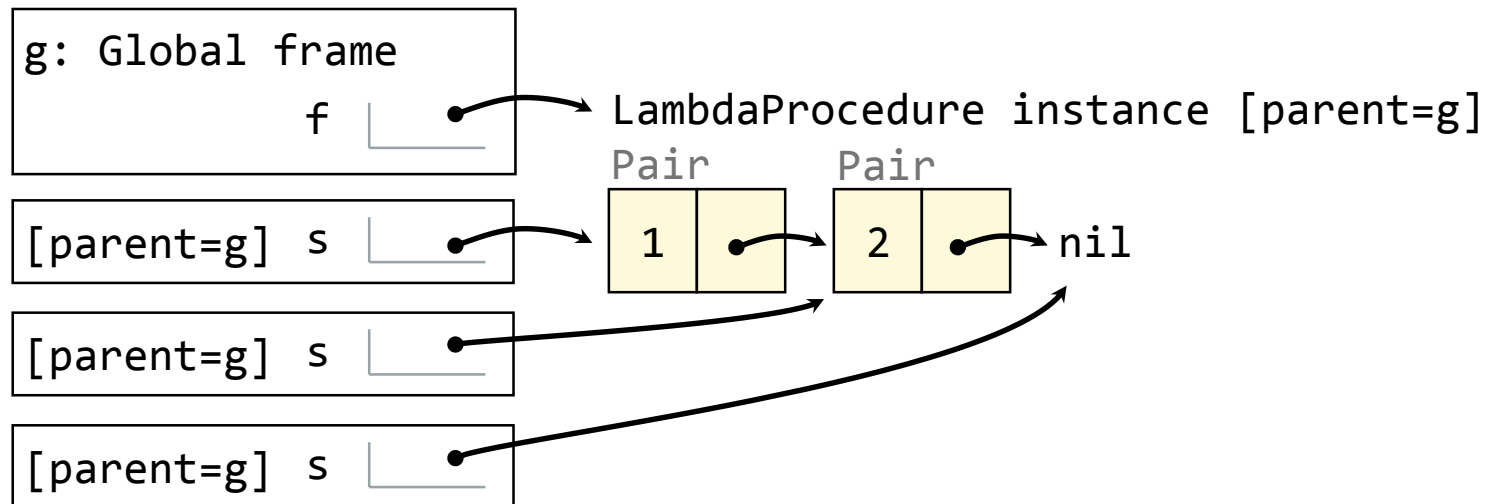 g: Global frame
f
LambdaProcedure instance [parent=g]
Pair Pair
[parent=g] s
1 2 nil
[parent=g] s
[parent=g] s